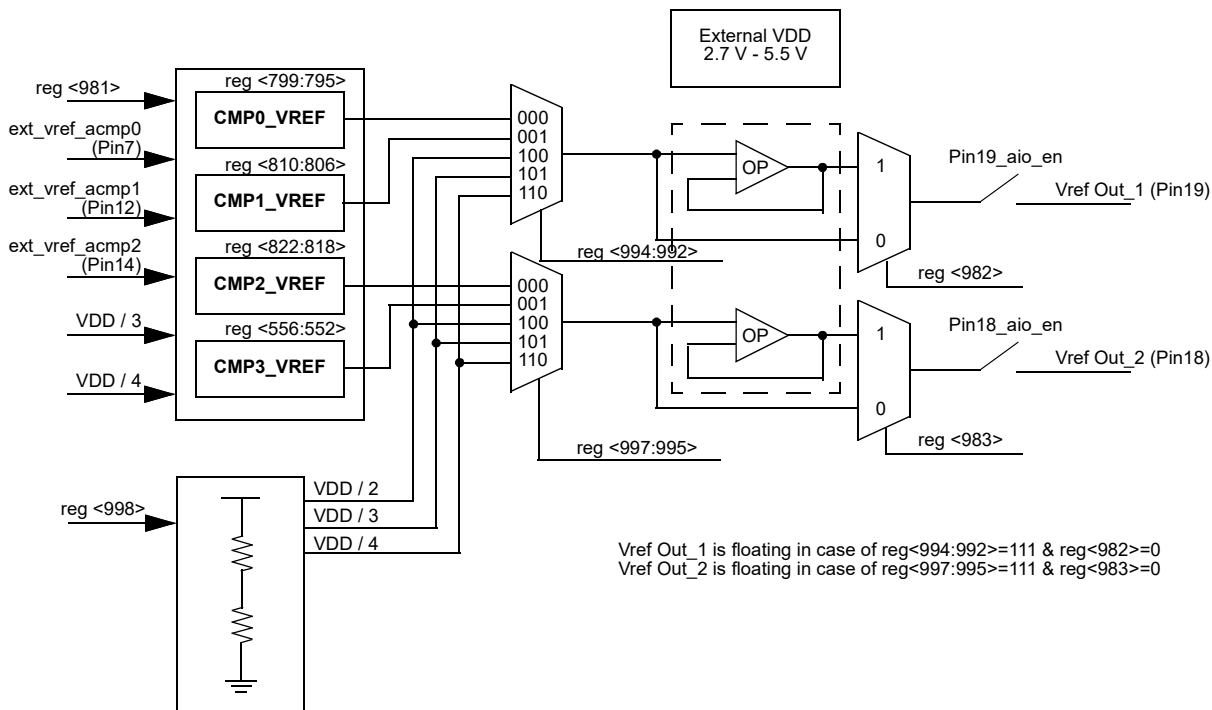 External VDD
2.7 V - 5.5 V
reg <981>
ext_vref_acmp0
(Pin7)
ext_vref_acmp1
(Pin12)
ext_vref_acmp2
(Pin14)
VDD / 3
VDD / 4
reg <799:795>
CMP0_VREF
reg <810:806>
CMP1_VREF
reg <822:818>
CMP2_VREF
reg <556:552>
CMP3_VREF
000
001
100
101
110
reg <994:992>
OP
1
0
reg <982>
Pin19_aio_en
Vref Out_1 (Pin19)
000
001
100
101
110
reg <997:995>
OP
1
0
reg <983>
Pin18_aio_en
Vref Out_2 (Pin18)
reg <998>
VDD / 2
VDD / 3
VDD / 4
Vref Out_1 is floating in case of reg<994:992>=111 & reg<982>=0
Vref Out_2 is floating in case of reg<997:995>=111 & reg<983>=0